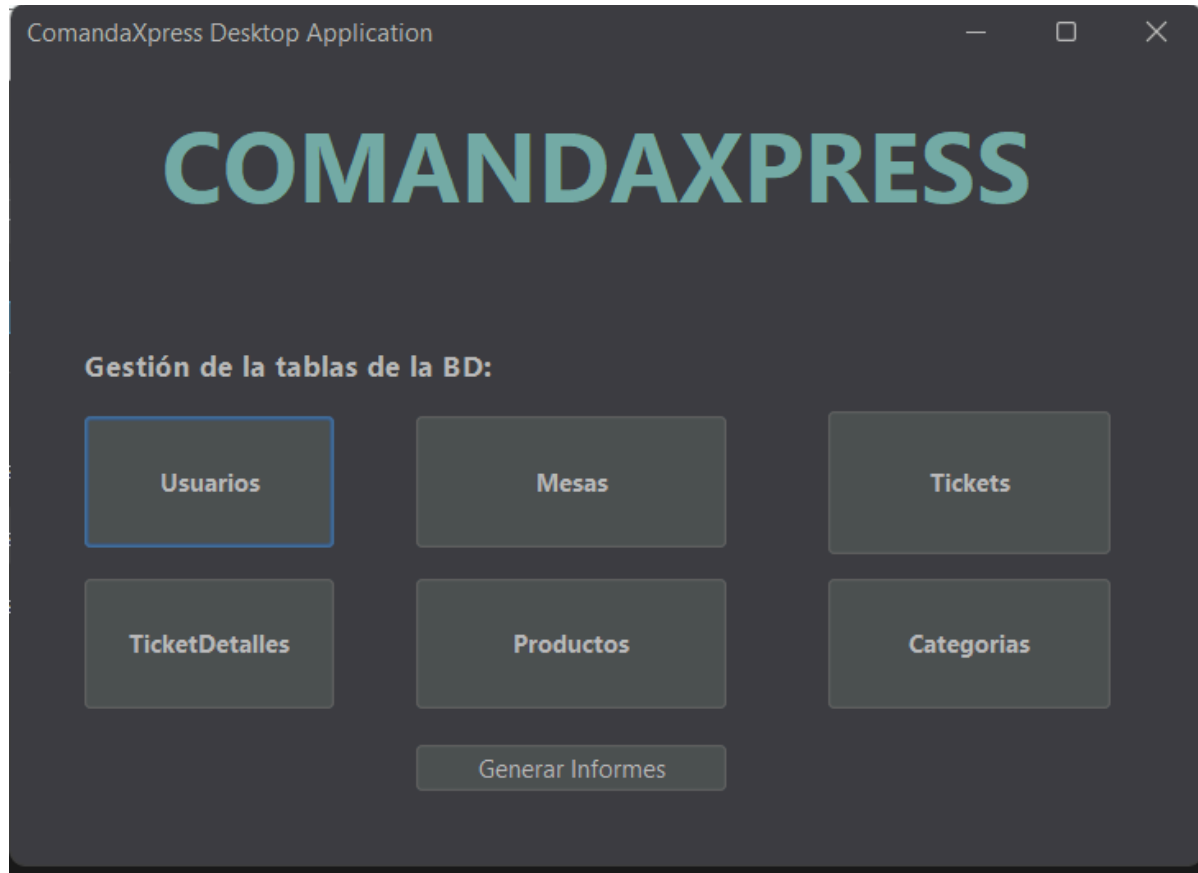 ComandaXpress Desktop Application
COMANDAXPRESS
Gestión de la tablas de la BD:
Usuarios
Mesas
Tickets
TicketDetalles
Productos
Categorias
Generar Informes